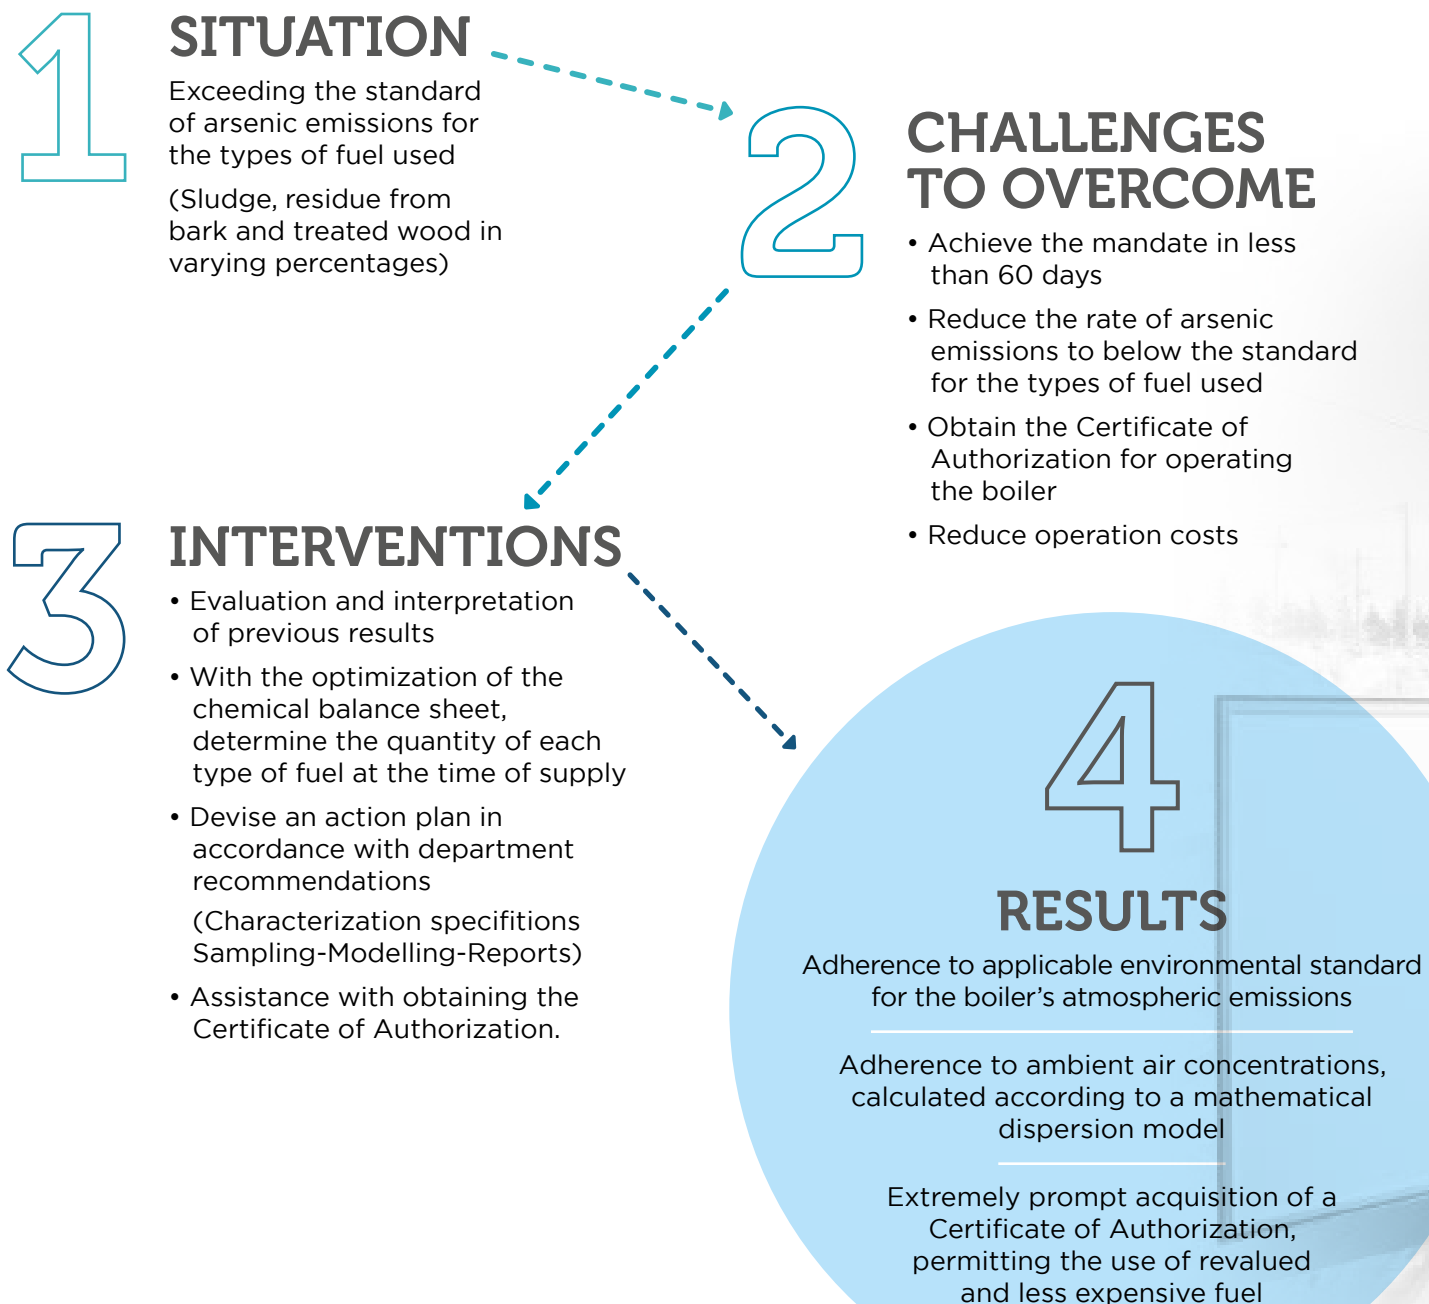 1
SITUATION
Exceeding the standard
of arsenic emissions for
the types of fuel used
(Sludge, residue from
bark and treated wood in
varying percentages)
2
CHALLENGES
TO OVERCOME
• Achieve the mandate in less
than 60 days
• Reduce the rate of arsenic
emissions to below the standard
for the types of fuel used
• Obtain the Certificate of
Authorization for operating
the boiler
• Reduce operation costs
3
INTERVENTIONS
• Evaluation and interpretation
of previous results
• With the optimization of the
chemical balance sheet,
determine the quantity of each
type of fuel at the time of supply
• Devise an action plan in
accordance with department
recommendations
(Characterization specifitions
Sampling-Modelling-Reports)
• Assistance with obtaining the
Certificate of Authorization.
4
RESULTS
Adherence to applicable environmental standard
for the boiler’s atmospheric emissions
Adherence to ambient air concentrations,
calculated according to a mathematical
dispersion model
Extremely prompt acquisition of a
Certificate of Authorization,
permitting the use of revalued
and less expensive fuel